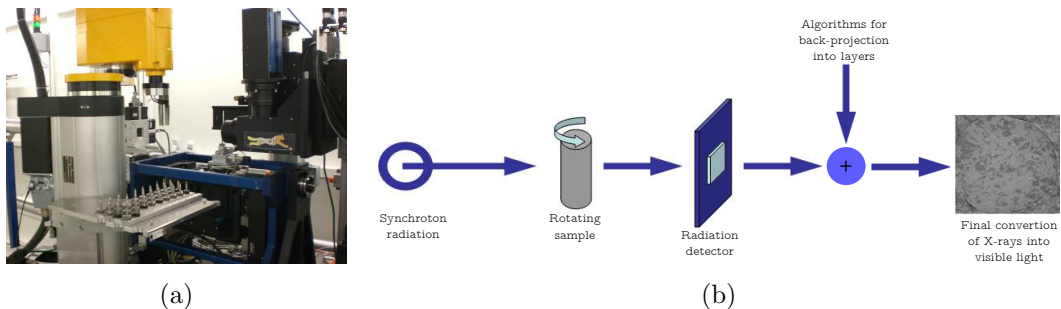 Algorithms for
back-projection
into layers
Synchroton
radiation
Rotating
sample
Radiation
detector
Final convertion
of X-rays into
visible light
(a)
(b)